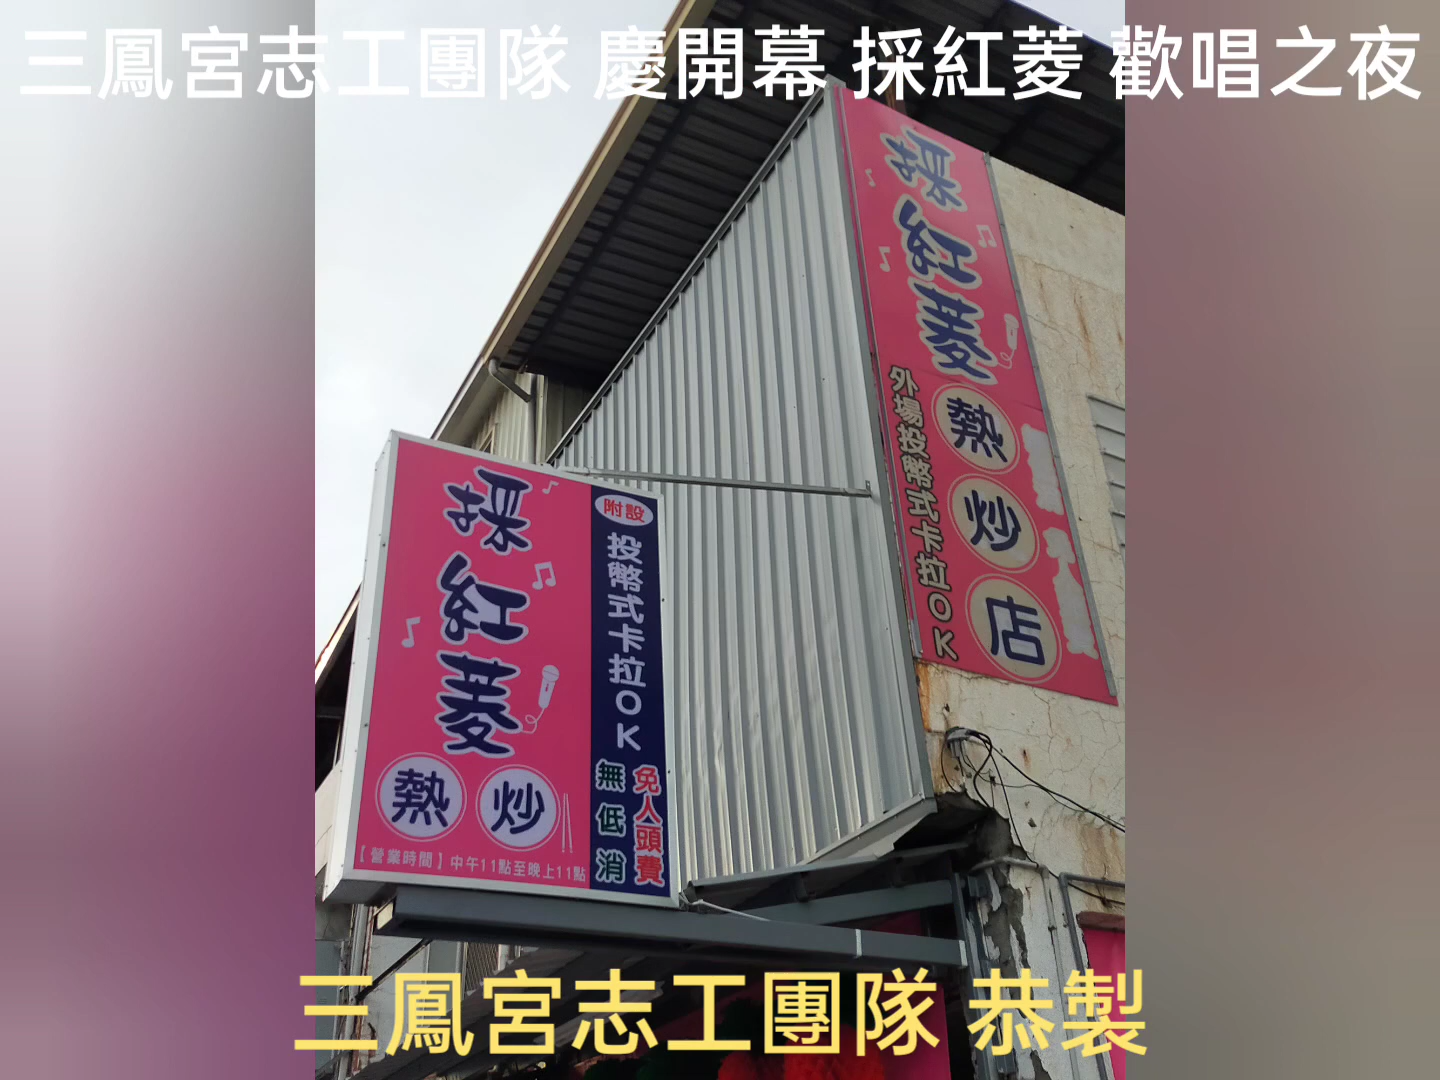 三鳳宮志工團隊 慶開幕 採紅菱 歡唱之夜
採紅菱
熱炒店
外場投幣式卡拉OK
採紅菱
熱炒
【營業時間】中午11點至晚上11點
附設
投幣式卡拉OK
免人頭費
無低消
三鳳宮志工團隊 恭製